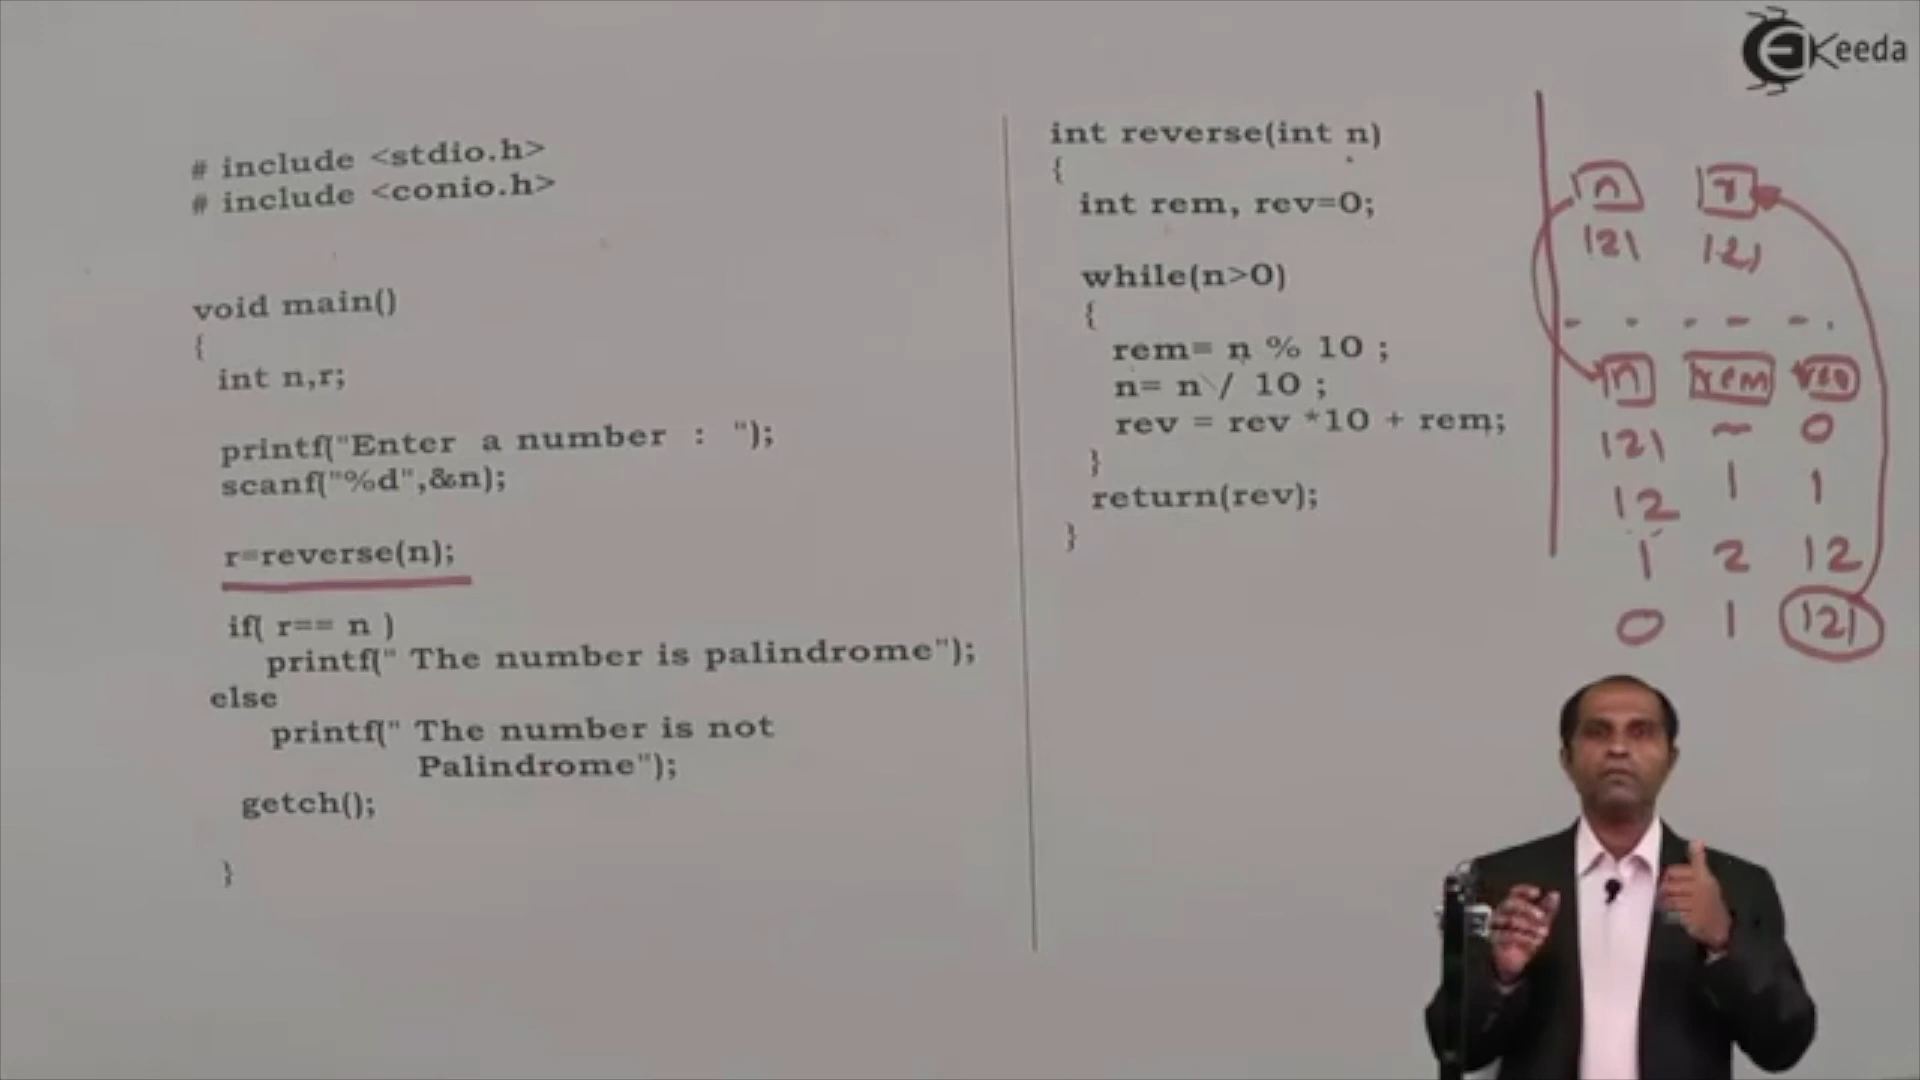 Keeda
# include <stdio.h>
# include <conio.h>
void main()
{
int n,r;
printf("Enter a number : ");
scanf("%d",&n);
r=reverse(n);
if( r== n )
printf(" The number is palindrome");
else
printf(" The number is not
Palindrome");
getch();
}
int reverse(int n)
{
int rem, rev=0;
while(n>0)
{
rem= n % 10 ;
n= n / 10 ;
rev = rev *10 + rem;
}
return(rev);
}
n r
121 121
n rem rev
121 ~ 0
12 1 1
1 2 12
0 1 121